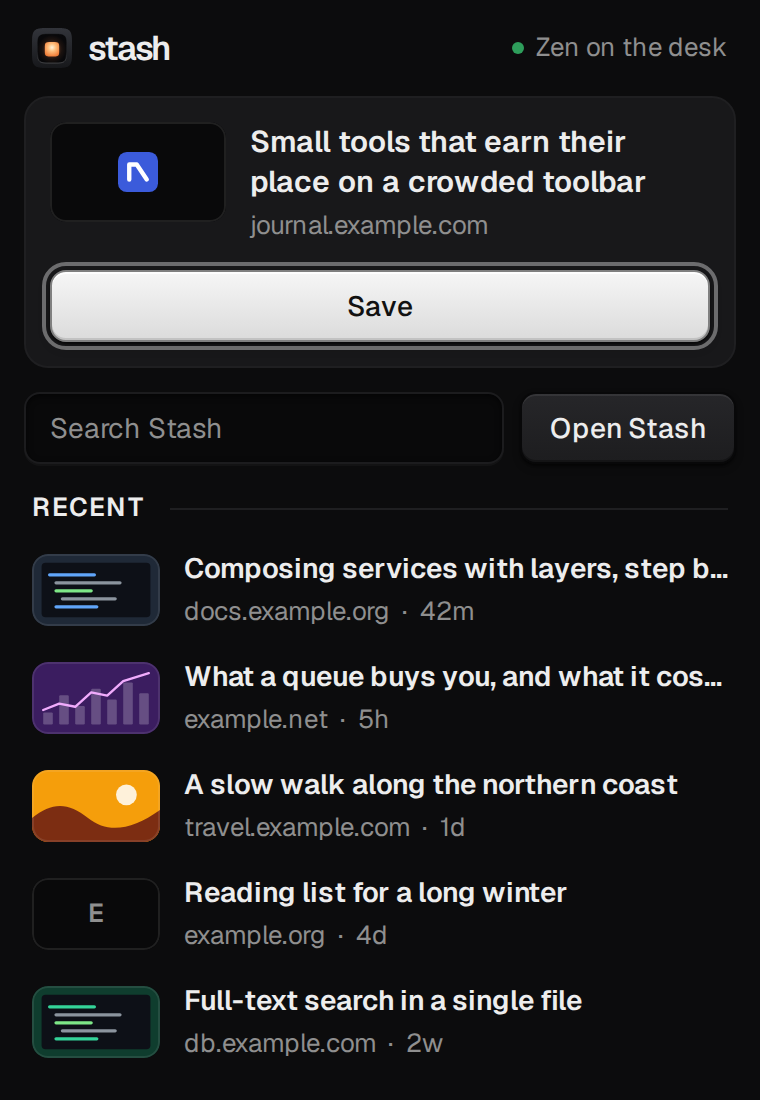 stash
Zen on the desk
Small tools that earn their
place on a crowded toolbar
journal.example.com
Save
Search Stash
Open Stash
RECENT
Composing services with layers, step b…
docs.example.org · 42m
What a queue buys you, and what it cos…
example.net · 5h
A slow walk along the northern coast
travel.example.com · 1d
E
Reading list for a long winter
example.org · 4d
Full-text search in a single file
db.example.com · 2w